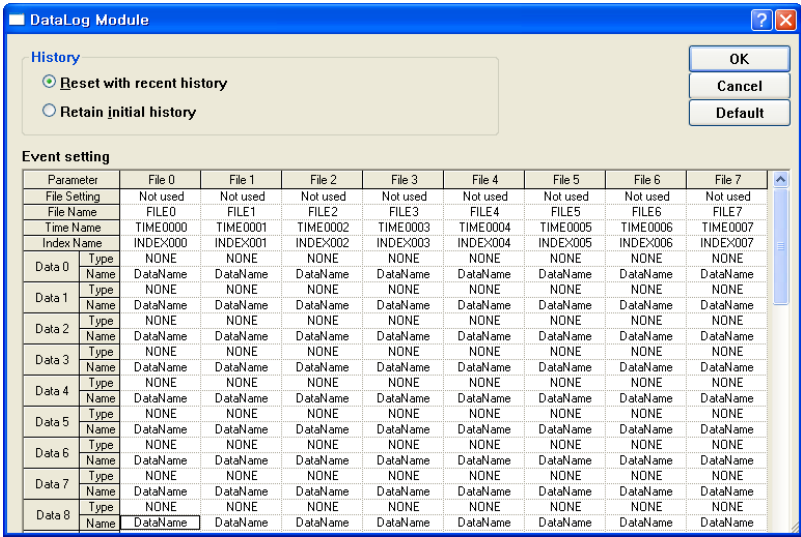 DataLog Module
History
Reset with recent history
Retain initial history
OK
Cancel
Default
Event setting
Parameter File 0 File 1 File 2 File 3 File 4 File 5 File 6 File 7
File Setting Not used Not used Not used Not used Not used Not used Not used Not used
File Name FILE0 FILE1 FILE2 FILE3 FILE4 FILE5 FILE6 FILE7
Time Name TIME0000 TIME0001 TIME0002 TIME0003 TIME0004 TIME0005 TIME0006 TIME0007
Index Name INDEX000 INDEX001 INDEX002 INDEX003 INDEX004 INDEX005 INDEX006 INDEX007
Data 0 Type NONE NONE NONE NONE NONE NONE NONE NONE
Name DataName DataName DataName DataName DataName DataName DataName DataName
Data 1 Type NONE NONE NONE NONE NONE NONE NONE NONE
Name DataName DataName DataName DataName DataName DataName DataName DataName
Data 2 Type NONE NONE NONE NONE NONE NONE NONE NONE
Name DataName DataName DataName DataName DataName DataName DataName DataName
Data 3 Type NONE NONE NONE NONE NONE NONE NONE NONE
Name DataName DataName DataName DataName DataName DataName DataName DataName
Data 4 Type NONE NONE NONE NONE NONE NONE NONE NONE
Name DataName DataName DataName DataName DataName DataName DataName DataName
Data 5 Type NONE NONE NONE NONE NONE NONE NONE NONE
Name DataName DataName DataName DataName DataName DataName DataName DataName
Data 6 Type NONE NONE NONE NONE NONE NONE NONE NONE
Name DataName DataName DataName DataName DataName DataName DataName DataName
Data 7 Type NONE NONE NONE NONE NONE NONE NONE NONE
Name DataName DataName DataName DataName DataName DataName DataName DataName
Data 8 Type NONE NONE NONE NONE NONE NONE NONE NONE
Name DataName DataName DataName DataName DataName DataName DataName DataName